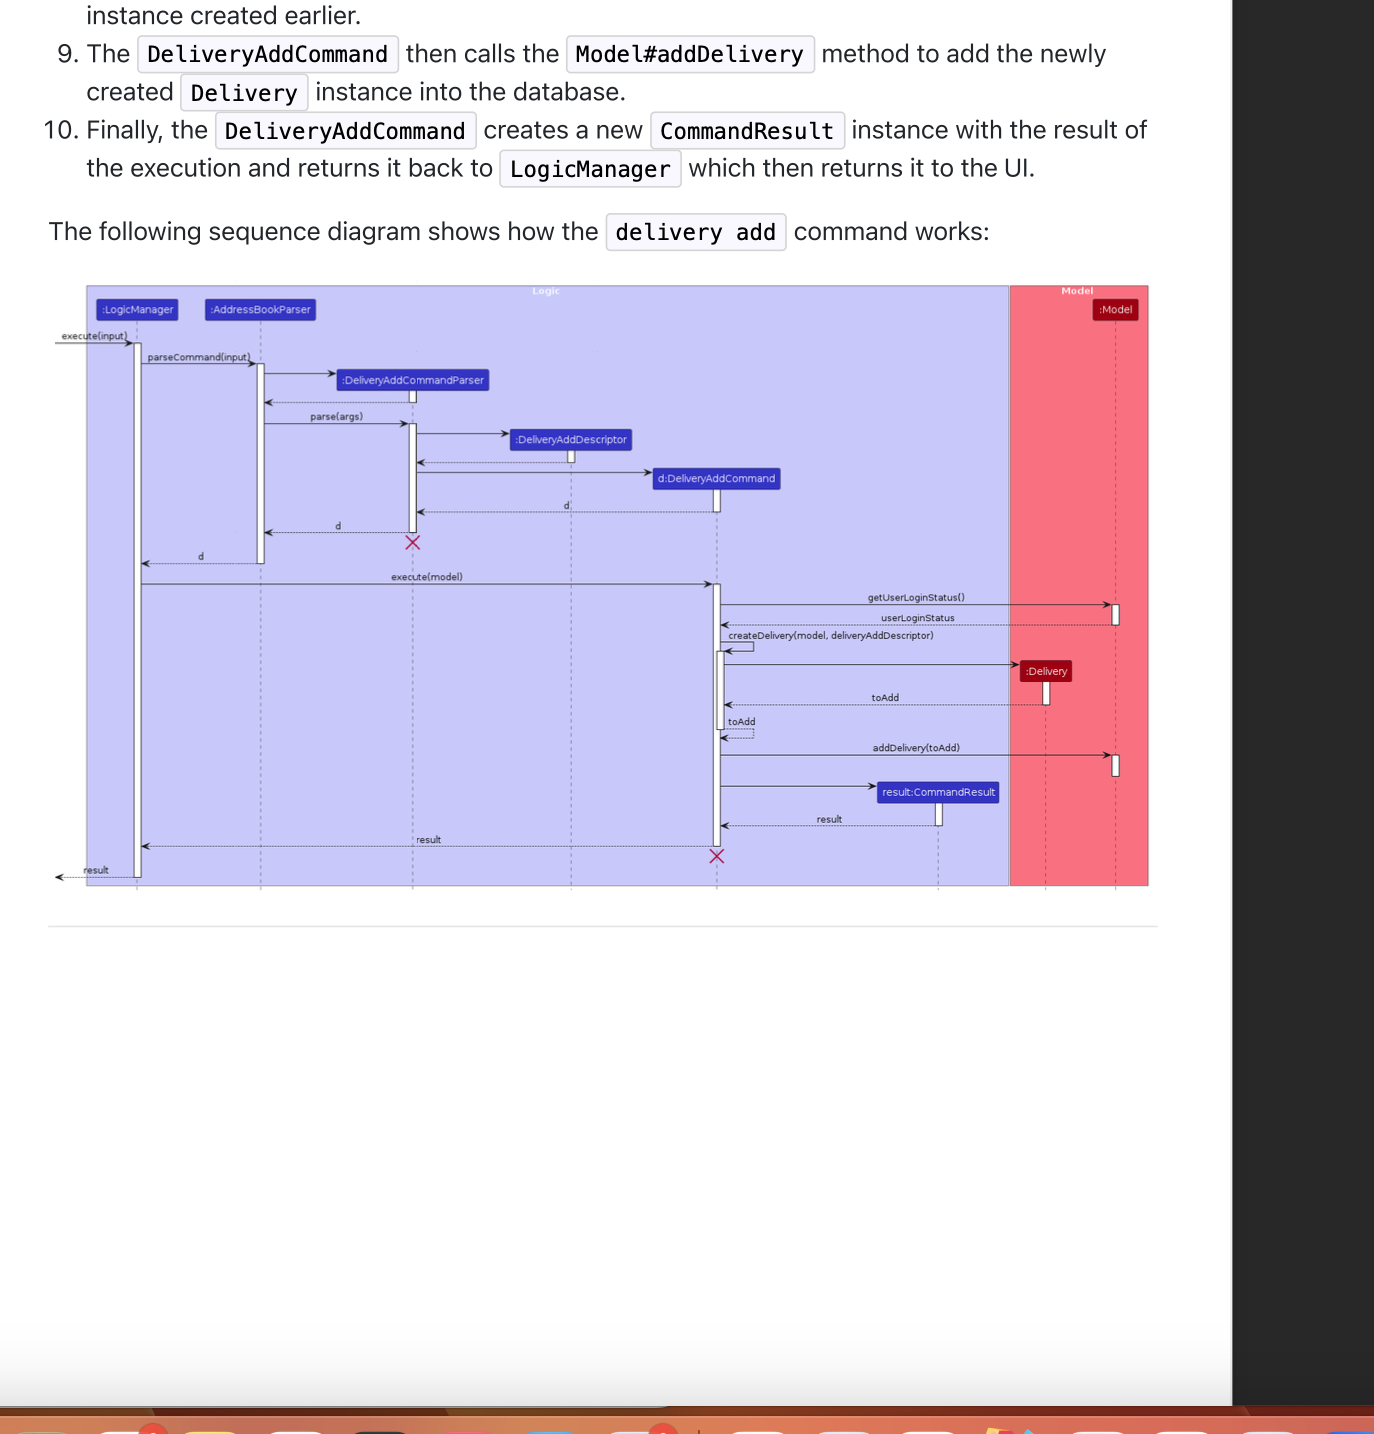 instance created earlier.
9. The DeliveryAddCommand then calls the Model#addDelivery method to add the newly
created Delivery instance into the database.
10. Finally, the DeliveryAddCommand creates a new CommandResult instance with the result of
the execution and returns it back to LogicManager which then returns it to the UI.
The following sequence diagram shows how the delivery add command works:
Logic
Model
:LogicManager
:AddressBookParser
:Model
execute(input)
parseCommand(input)
:DeliveryAddCommandParser
parse(args)
:DeliveryAddDescriptor
d:DeliveryAddCommand
d
d
d
execute(model)
getUserLoginStatus()
userLoginStatus
createDelivery(model, deliveryAddDescriptor)
:Delivery
toAdd
toAdd
addDelivery(toAdd)
result:CommandResult
result
result
result